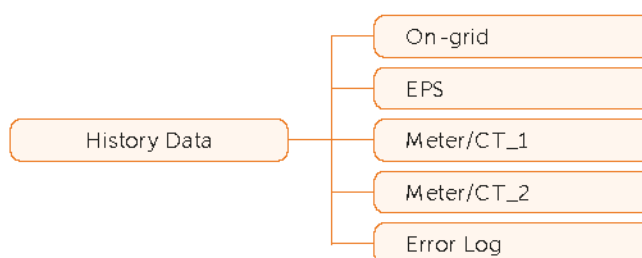 On-grid
EPS
History Data
Meter/CT_1
Meter/CT_2
Error Log